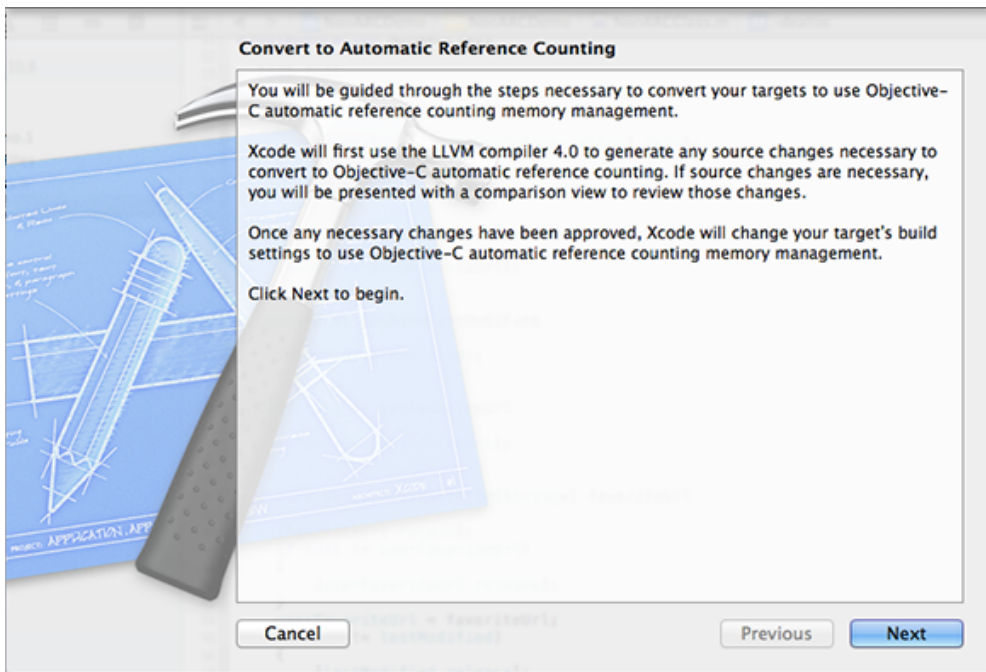 Convert to Automatic Reference Counting
You will be guided through the steps necessary to convert your targets to use Objective-
C automatic reference counting memory management.
Xcode will first use the LLVM compiler 4.0 to generate any source changes necessary to
convert to Objective-C automatic reference counting. If source changes are necessary,
you will be presented with a comparison view to review those changes.
Once any necessary changes have been approved, Xcode will change your target's build
settings to use Objective-C automatic reference counting memory management.
Click Next to begin.
PROJECT: APPLICATION.APP
XCODE
Cancel
Previous
Next